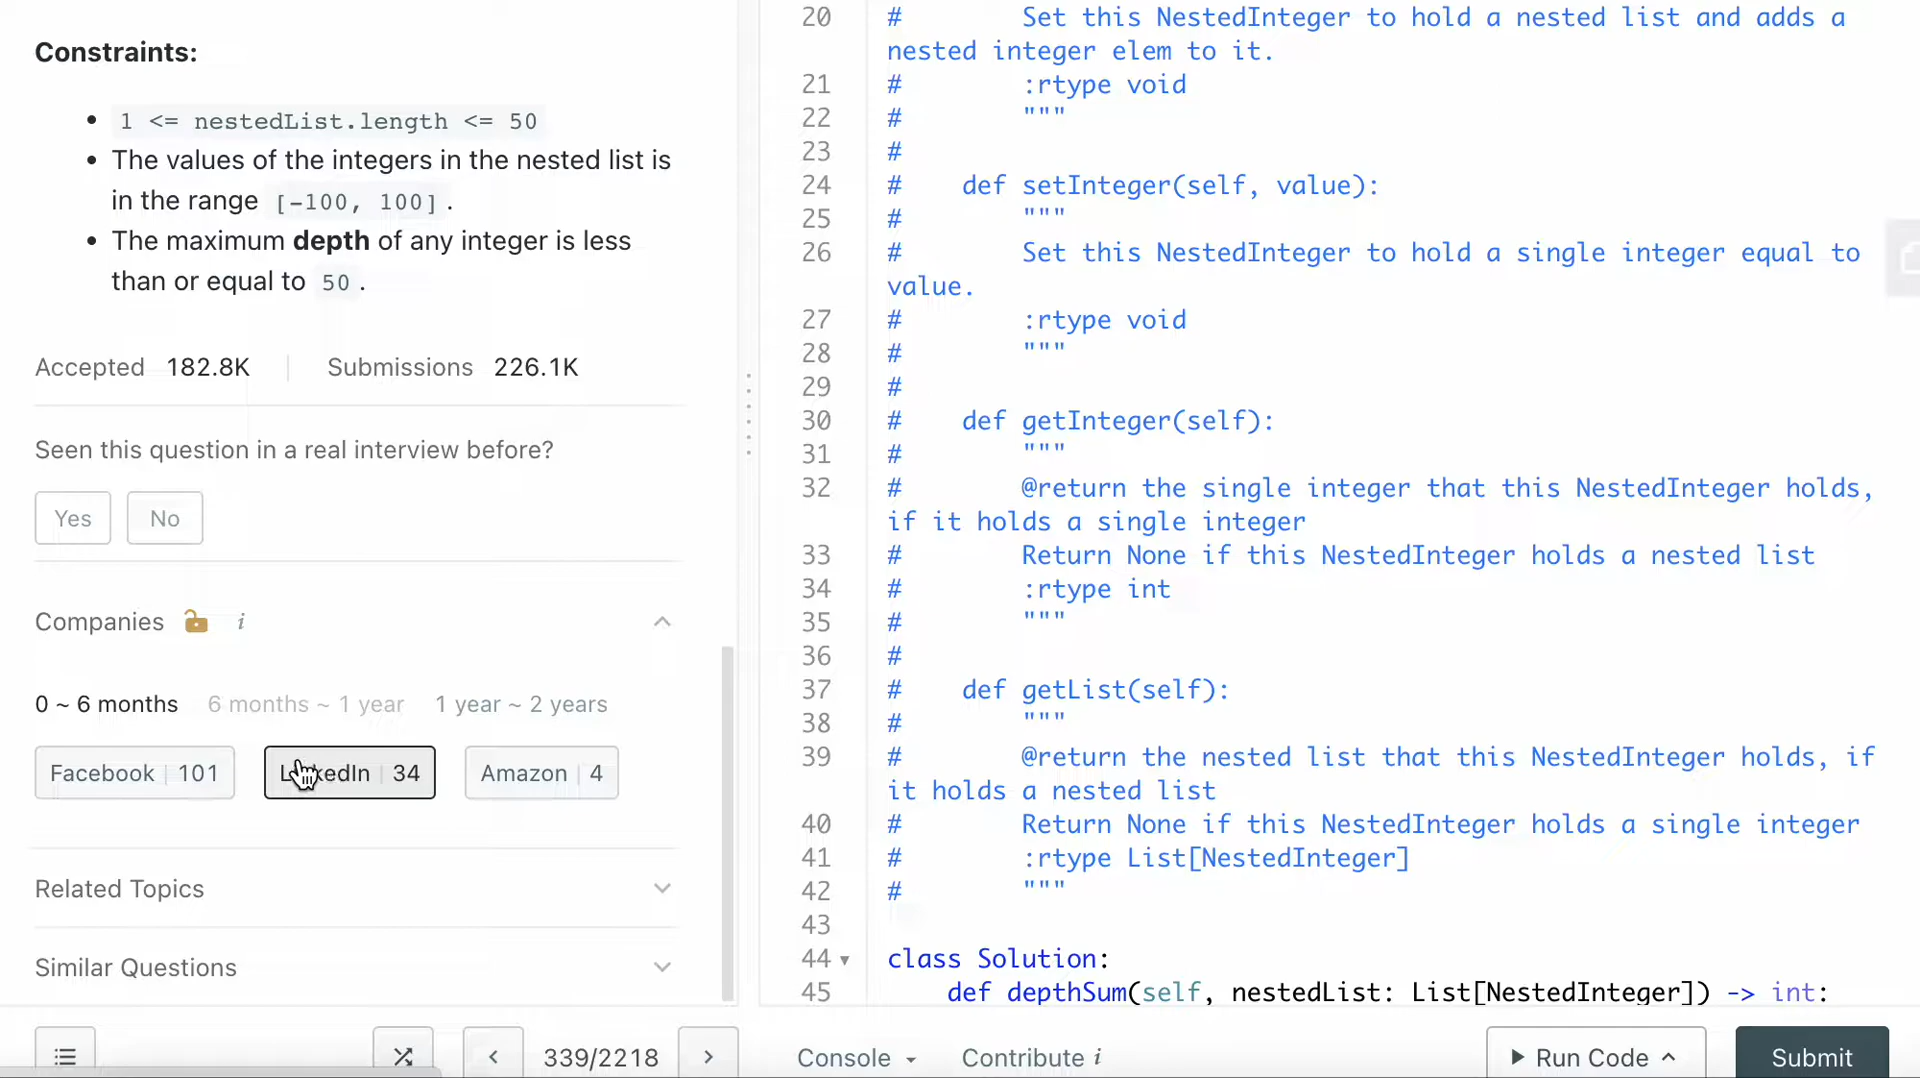 Constraints:
1 <= nestedList.length <= 50
The values of the integers in the nested list is
in the range [-100, 100].
The maximum depth of any integer is less
than or equal to 50.
Accepted 182.8K Submissions 226.1K
Seen this question in a real interview before?
Yes No
Companies i
0 ~ 6 months 6 months ~ 1 year 1 year ~ 2 years
Facebook 101 34 Amazon 4
Related Topics
Similar Questions
339/2218
20 # Set this NestedInteger to hold a nested list and adds a
nested integer elem to it.
21 # :rtype void
22 # """
23 #
24 # def setInteger(self, value):
25 # """
26 # Set this NestedInteger to hold a single integer equal to
value.
27 # :rtype void
28 # """
29 #
30 # def getInteger(self):
31 # """
32 # @return the single integer that this NestedInteger holds,
if it holds a single integer
33 # Return None if this NestedInteger holds a nested list
34 # :rtype int
35 # """
36 #
37 # def getList(self):
38 # """
39 # @return the nested list that this NestedInteger holds, if
it holds a nested list
40 # Return None if this NestedInteger holds a single integer
41 # :rtype List[NestedInteger]
42 # """
43
44 class Solution:
45 def depthSum(self, nestedList: List[NestedInteger]) -> int:
Console Contribute i Run Code Submit